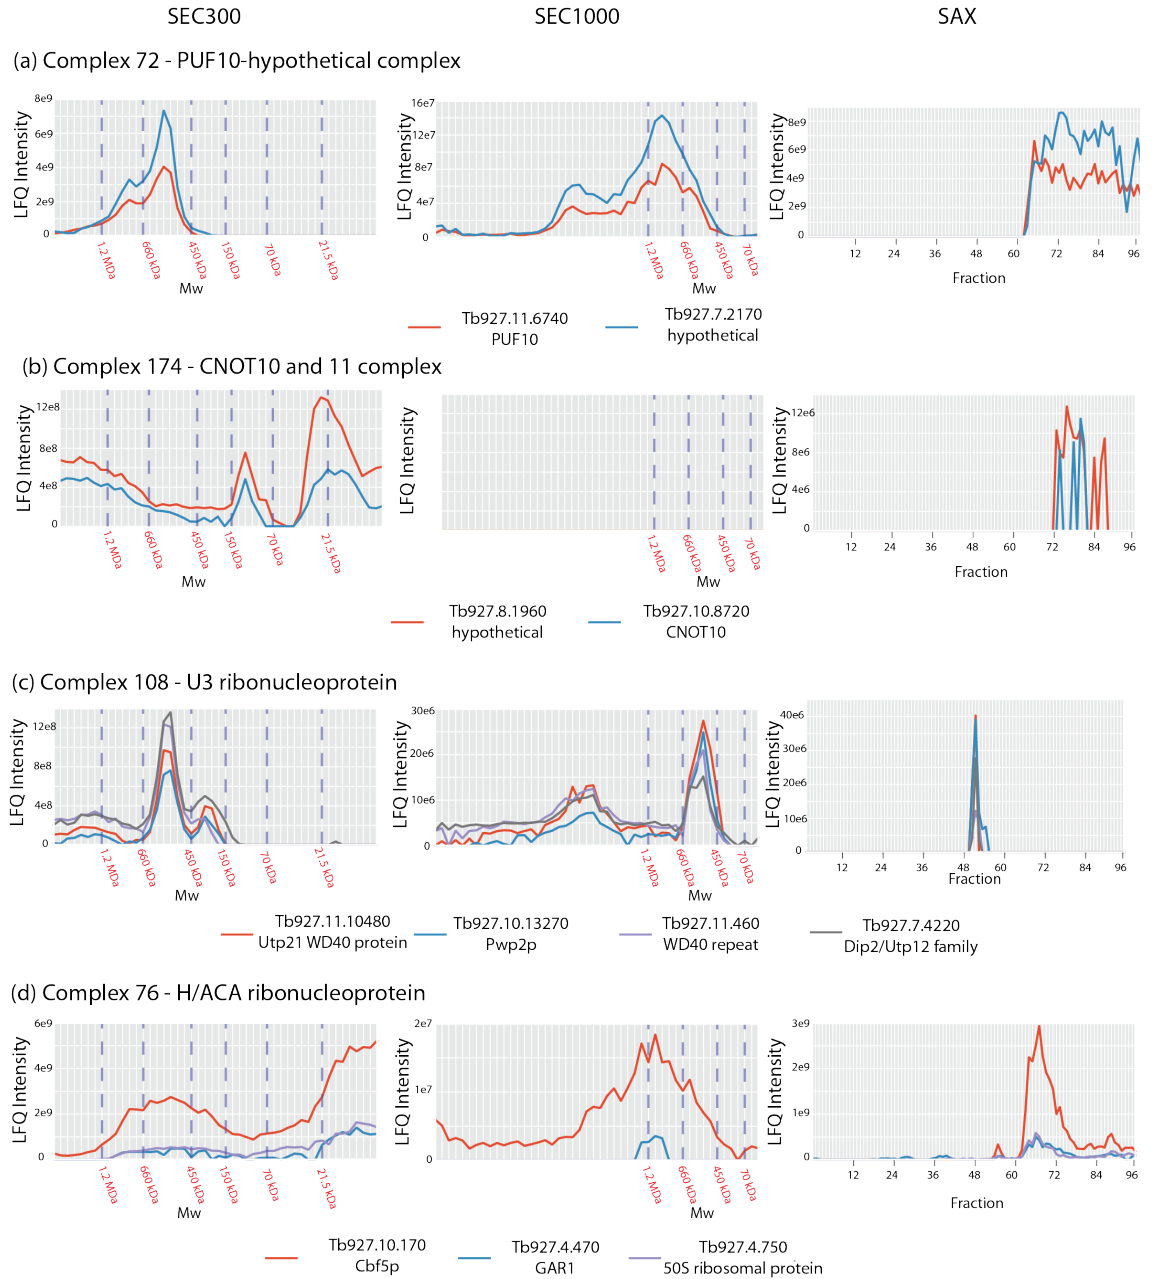 SEC300 SEC1000 SAX
(a) Complex 72 - PUF10-hypothetical complex
LFQ Intensity
8e9
6e9
4e9
2e9
0
1.2 MDa 660 kDa 450 kDa 150 kDa 70 kDa 21.5 kDa
Mw
LFQ Intensity
16e7
12e7
8e7
4e7
0
1.2 MDa 660 kDa 450 kDa 70 kDa
Mw
LFQ Intensity
8e9
6e9
4e9
2e9
0
12 24 36 48 60 72 84 96
Fraction
Tb927.11.6740
PUF10
Tb927.7.2170
hypothetical
(b) Complex 174 - CNOT10 and 11 complex
LFQ Intensity
12e8
8e8
4e8
0
1.2 MDa 660 kDa 450 kDa 150 kDa 70 kDa 21.5 kDa
Mw
LFQ Intensity
1.2 MDa 660 kDa 450 kDa 70 kDa
Mw
LFQ Intensity
12e6
8e6
4e6
0
12 24 36 48 60 72 84 96
Fraction
Tb927.8.1960
hypothetical
Tb927.10.8720
CNOT10
(c) Complex 108 - U3 ribonucleoprotein
LFQ Intensity
12e8
8e8
4e8
0
1.2 MDa 660 kDa 450 kDa 150 kDa 70 kDa 21.5 kDa
Mw
LFQ Intensity
30e6
20e6
10e6
0
1.2 MDa 660 kDa 450 kDa 70 kDa
Mw
LFQ Intensity
40e6
30e6
20e6
10e6
0
12 24 36 48 60 72 84 96
Fraction
Tb927.11.10480
Utp21 WD40 protein
Tb927.10.13270
Pwp2p
Tb927.11.460
WD40 repeat
Tb927.7.4220
Dip2/Utp12 family
(d) Complex 76 - H/ACA ribonucleoprotein
LFQ Intensity
6e9
4e9
2e9
0
1.2 MDa 660 kDa 450 kDa 150 kDa 70 kDa 21.5 kDa
Mw
LFQ Intensity
2e7
1e7
0
1.2 MDa 660 kDa 450 kDa 70 kDa
Mw
LFQ Intensity
3e9
2e9
1e9
0
12 24 36 48 60 72 84 96
Fraction
Tb927.10.170
Cbf5p
Tb927.4.470
GAR1
Tb927.4.750
50S ribosomal protein